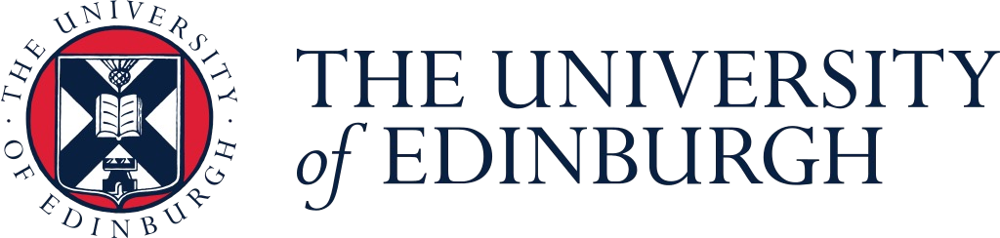 THE UNIVERSITY
OF EDINBURGH
THE UNIVERSITY
of EDINBURGH